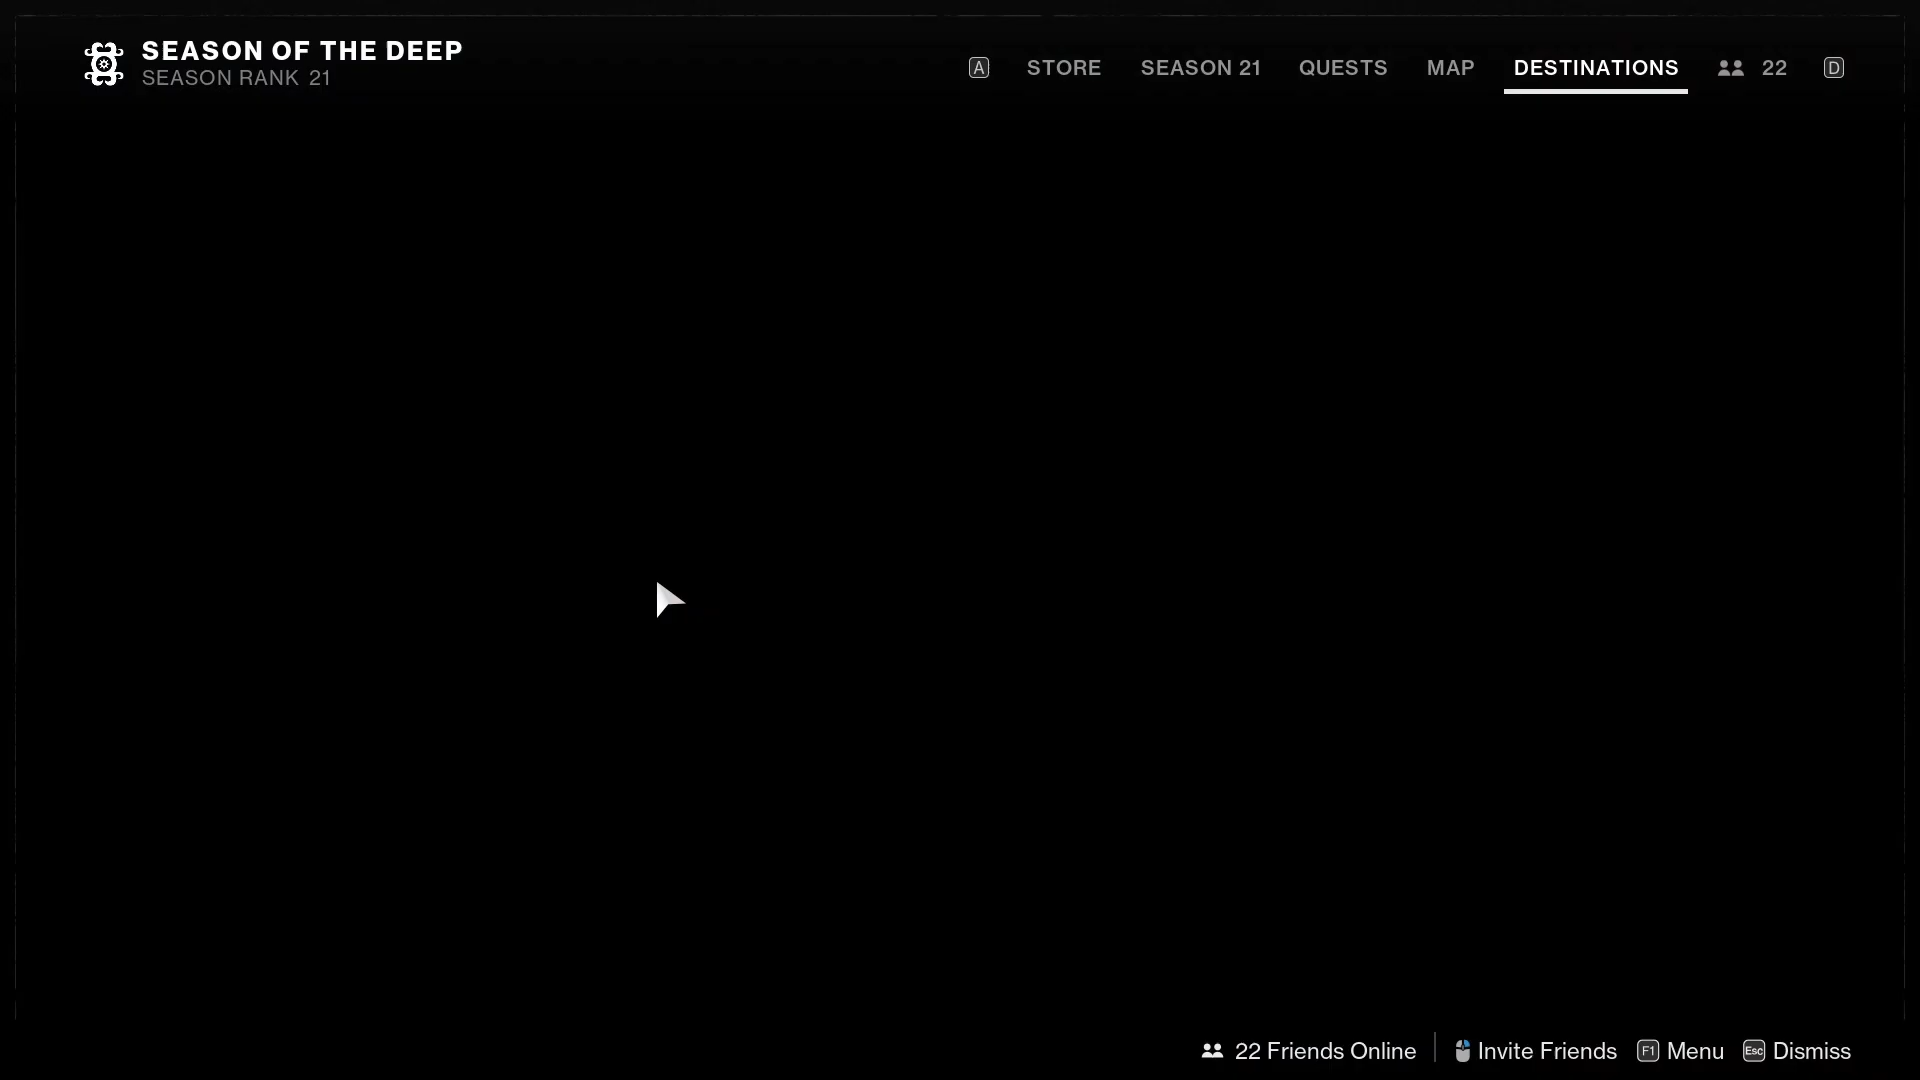 SEASON OF THE DEEP
SEASON RANK 21
A STORE SEASON 21 QUESTS MAP DESTINATIONS 22 D
22 Friends Online Invite Friends F1 Menu Esc Dismiss